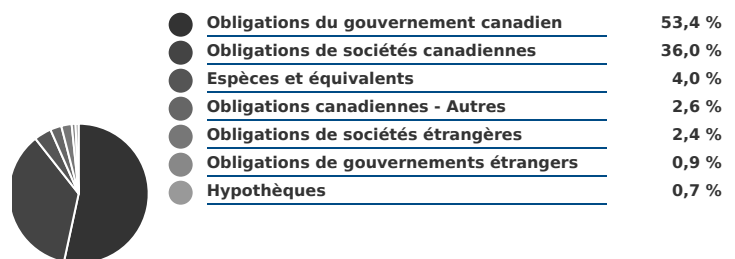 Obligations du gouvernement canadien 53,4 %
Obligations de sociétés canadiennes 36,0 %
Espèces et équivalents 4,0 %
Obligations canadiennes - Autres 2,6 %
Obligations de sociétés étrangères 2,4 %
Obligations de gouvernements étrangers 0,9 %
Hypothèques 0,7 %